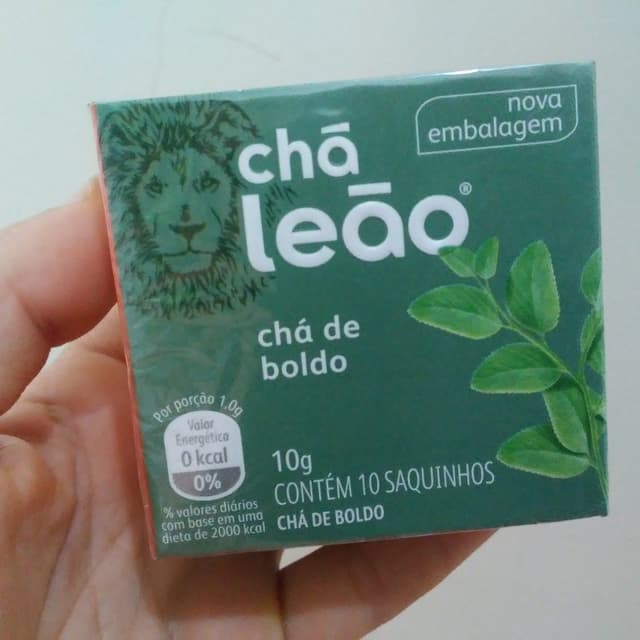 nova
embalagem
chá
leão®
chá de
boldo
Por porção 1,0g
Valor
Energético
0 kcal
0%
% valores diários
com base em uma
dieta de 2000 kcal
10g
CONTÉM 10 SAQUINHOS
CHÁ DE BOLDO